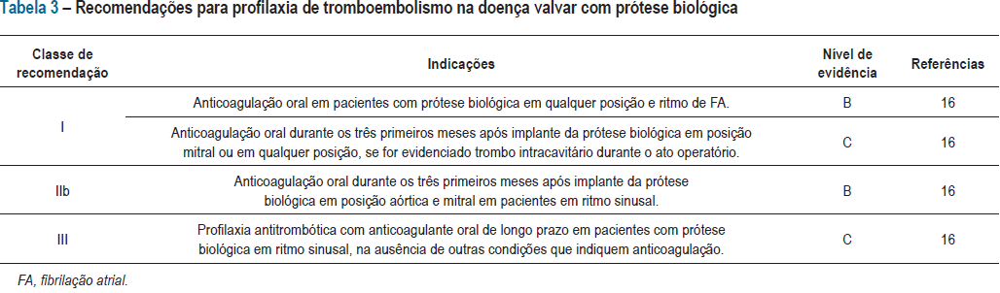 Tabela 3 – Recomendações para profilaxia de tromboembolismo na doença valvar com prótese biológica
Classe de recomendação Indicações Nível de evidência Referências
I
Anticoagulação oral em pacientes com prótese biológica em qualquer posição e ritmo de FA. B 16
Anticoagulação oral durante os três primeiros meses após implante da prótese biológica em posição
mitral ou em qualquer posição, se for evidenciado trombo intracavitário durante o ato operatório. C 16
IIb
Anticoagulação oral durante os três primeiros meses após implante da prótese
biológica em posição aórtica e mitral em pacientes em ritmo sinusal. B 16
III
Profilaxia antitrombótica com anticoagulante oral de longo prazo em pacientes com prótese
biológica em ritmo sinusal, na ausência de outras condições que indiquem anticoagulação. C 16
FA, fibrilação atrial.